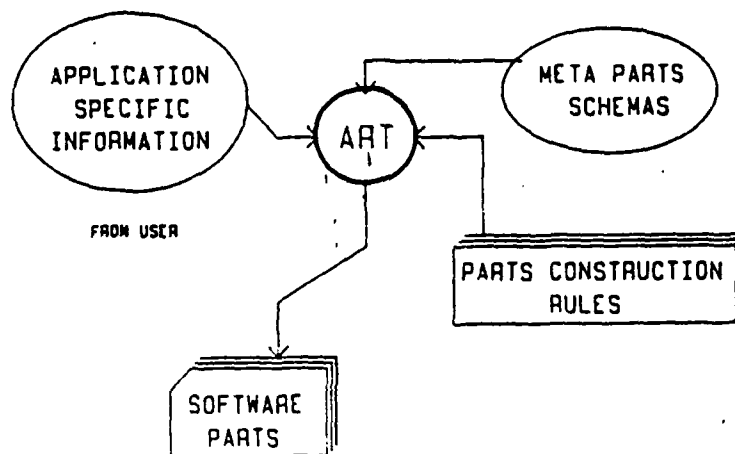 APPLICATION
SPECIFIC
INFORMATION
FROM USER
ART
META PARTS
SCHEMAS
PARTS CONSTRUCTION
RULES
SOFTWARE
PARTS